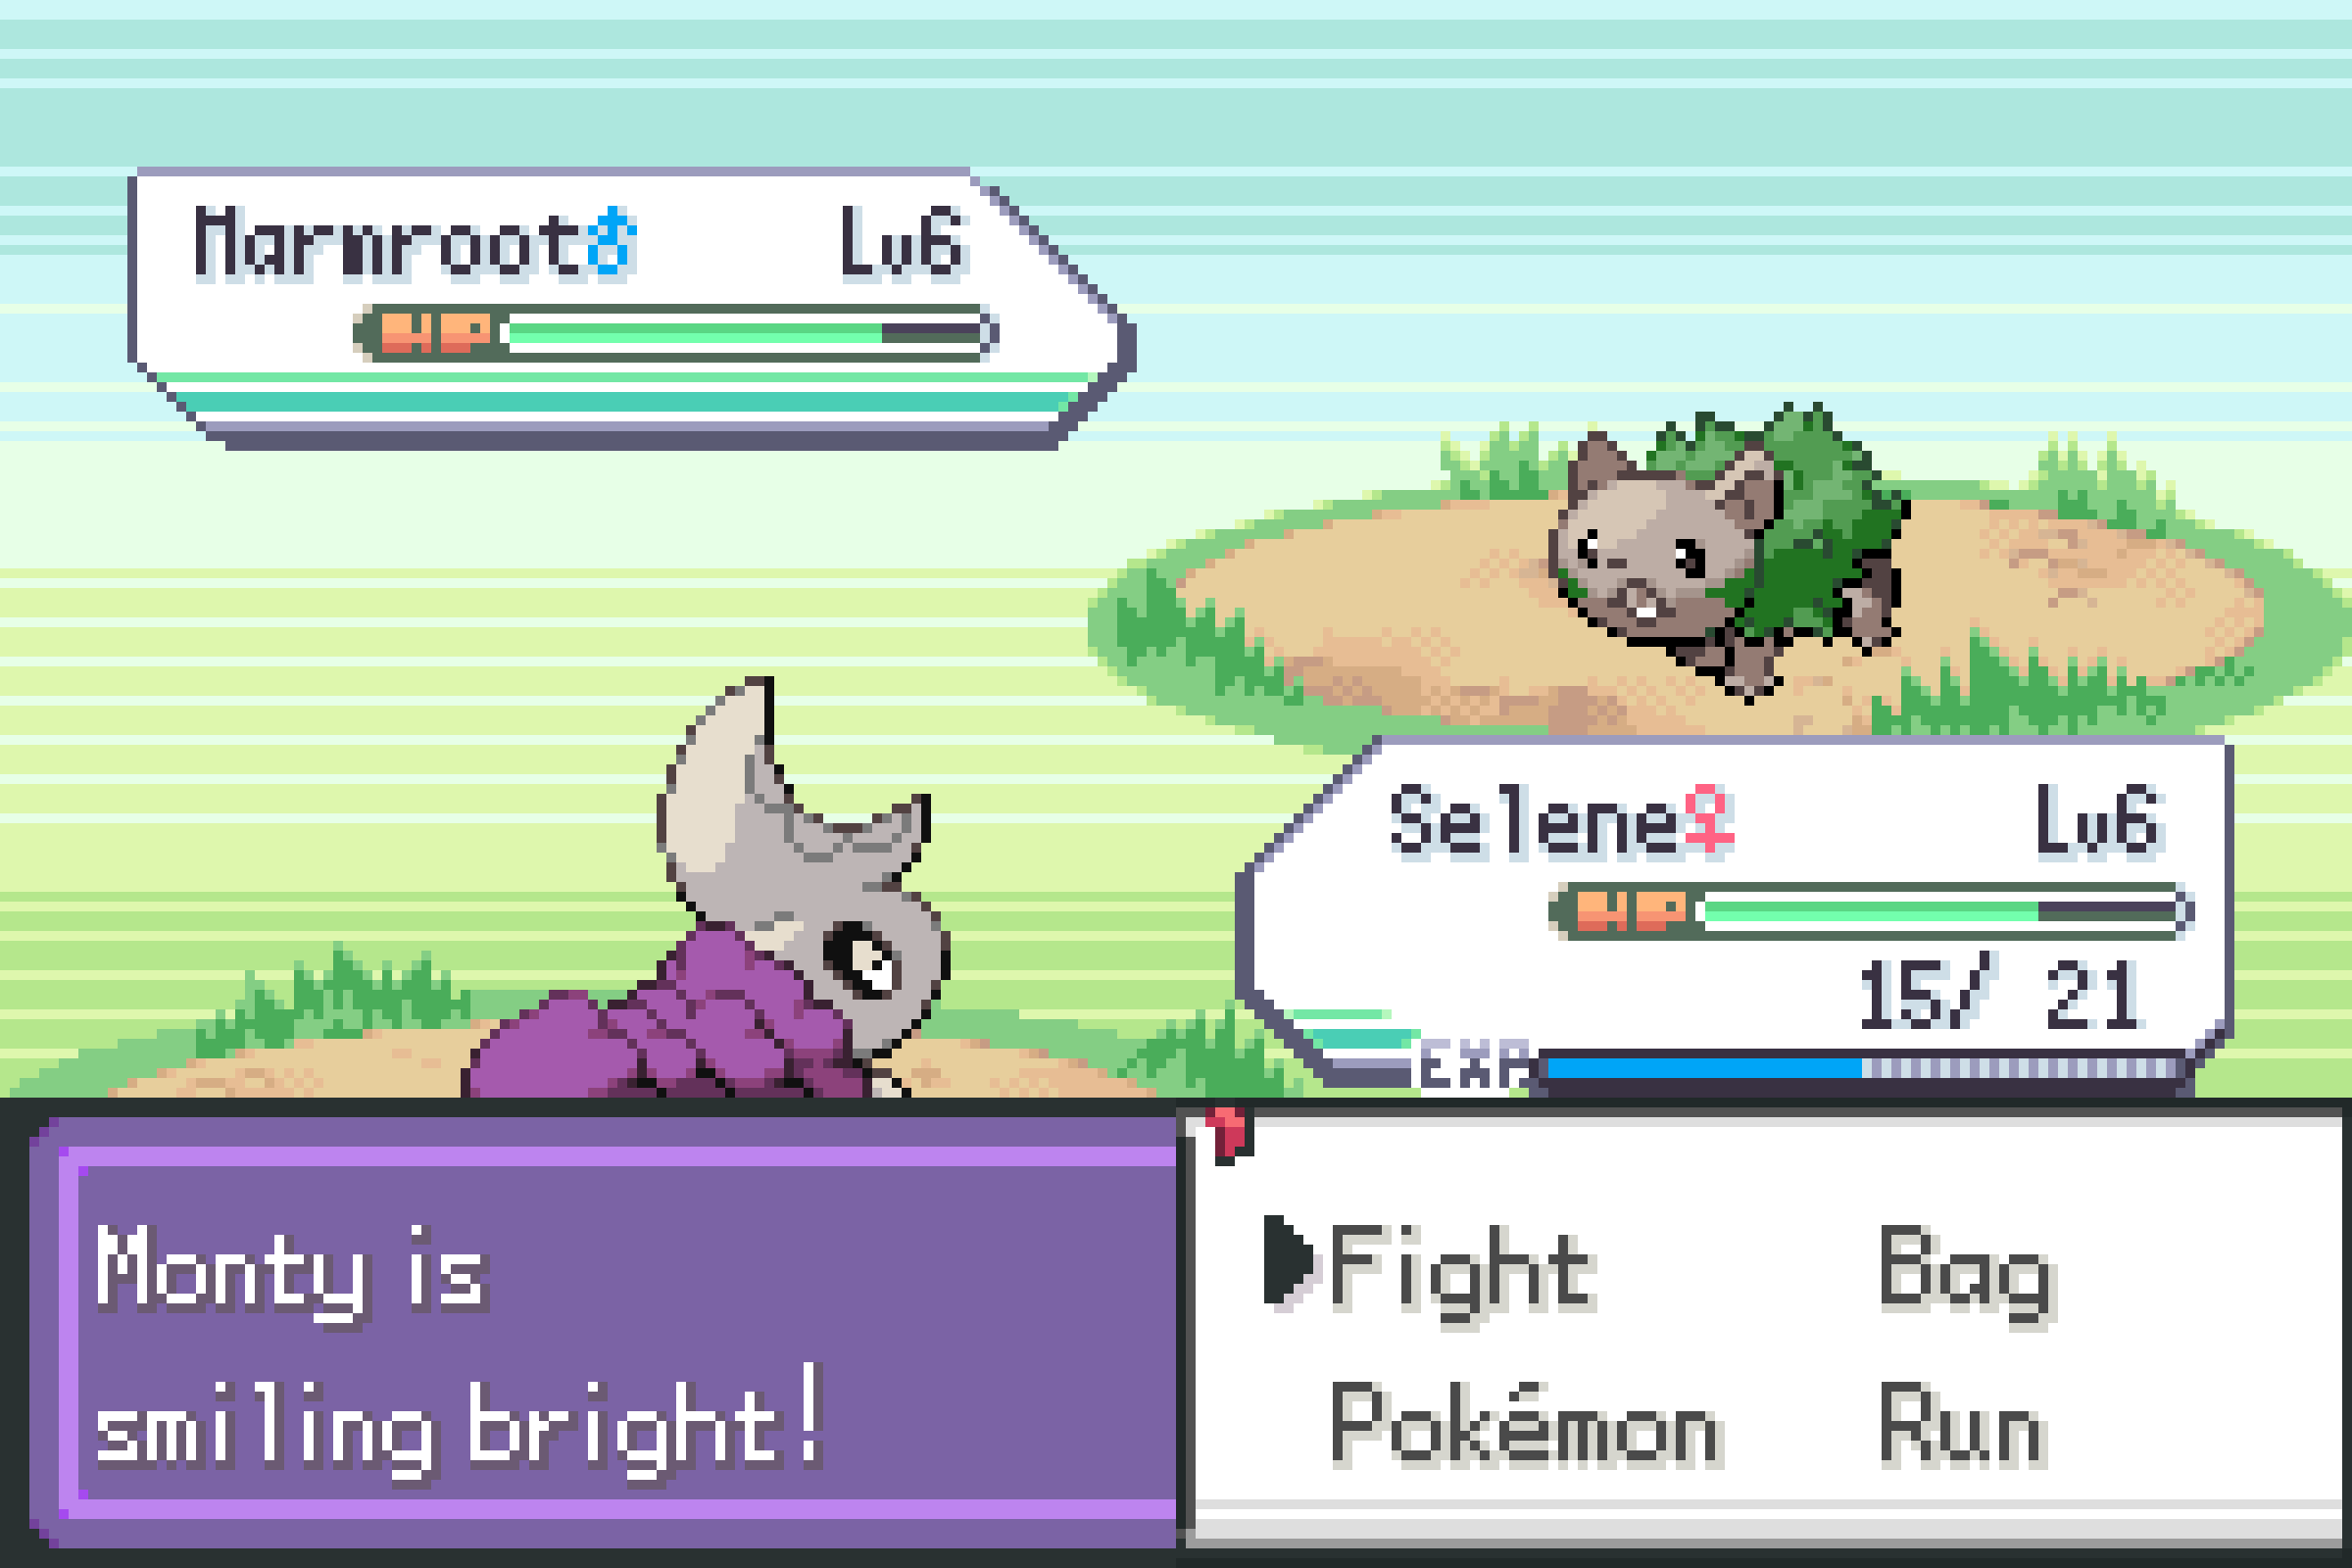 Marmroot♂ Lv6
HP
Selene♀ Lv6
HP
15/ 21
EXP
Monty is
smiling bright!
Fight Bag
Pokémon Run